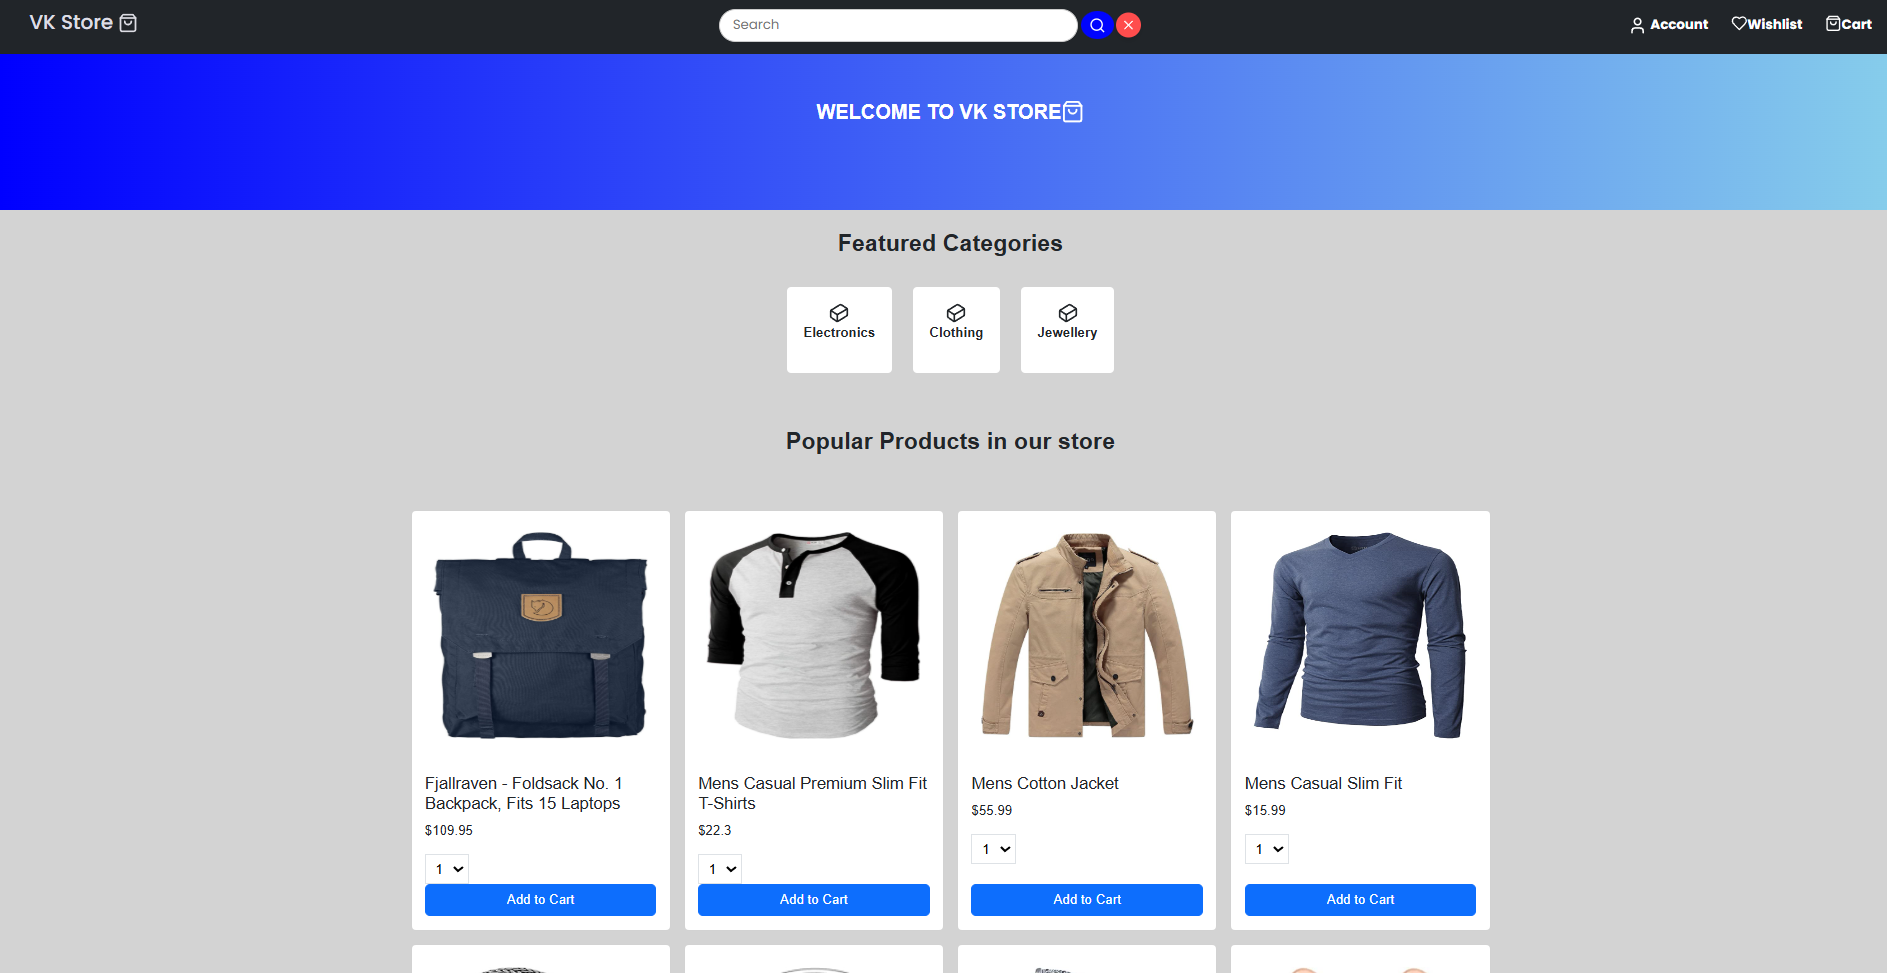 VK Store
Search
Account
Wishlist
Cart
WELCOME TO VK STORE
Featured Categories
Electronics
Clothing
Jewellery
Popular Products in our store
Fjallraven - Foldsack No. 1
Backpack, Fits 15 Laptops
$109.95
1
Add to Cart
Mens Casual Premium Slim Fit
T-Shirts
$22.3
1
Add to Cart
Mens Cotton Jacket
$55.99
1
Add to Cart
Mens Casual Slim Fit
$15.99
1
Add to Cart